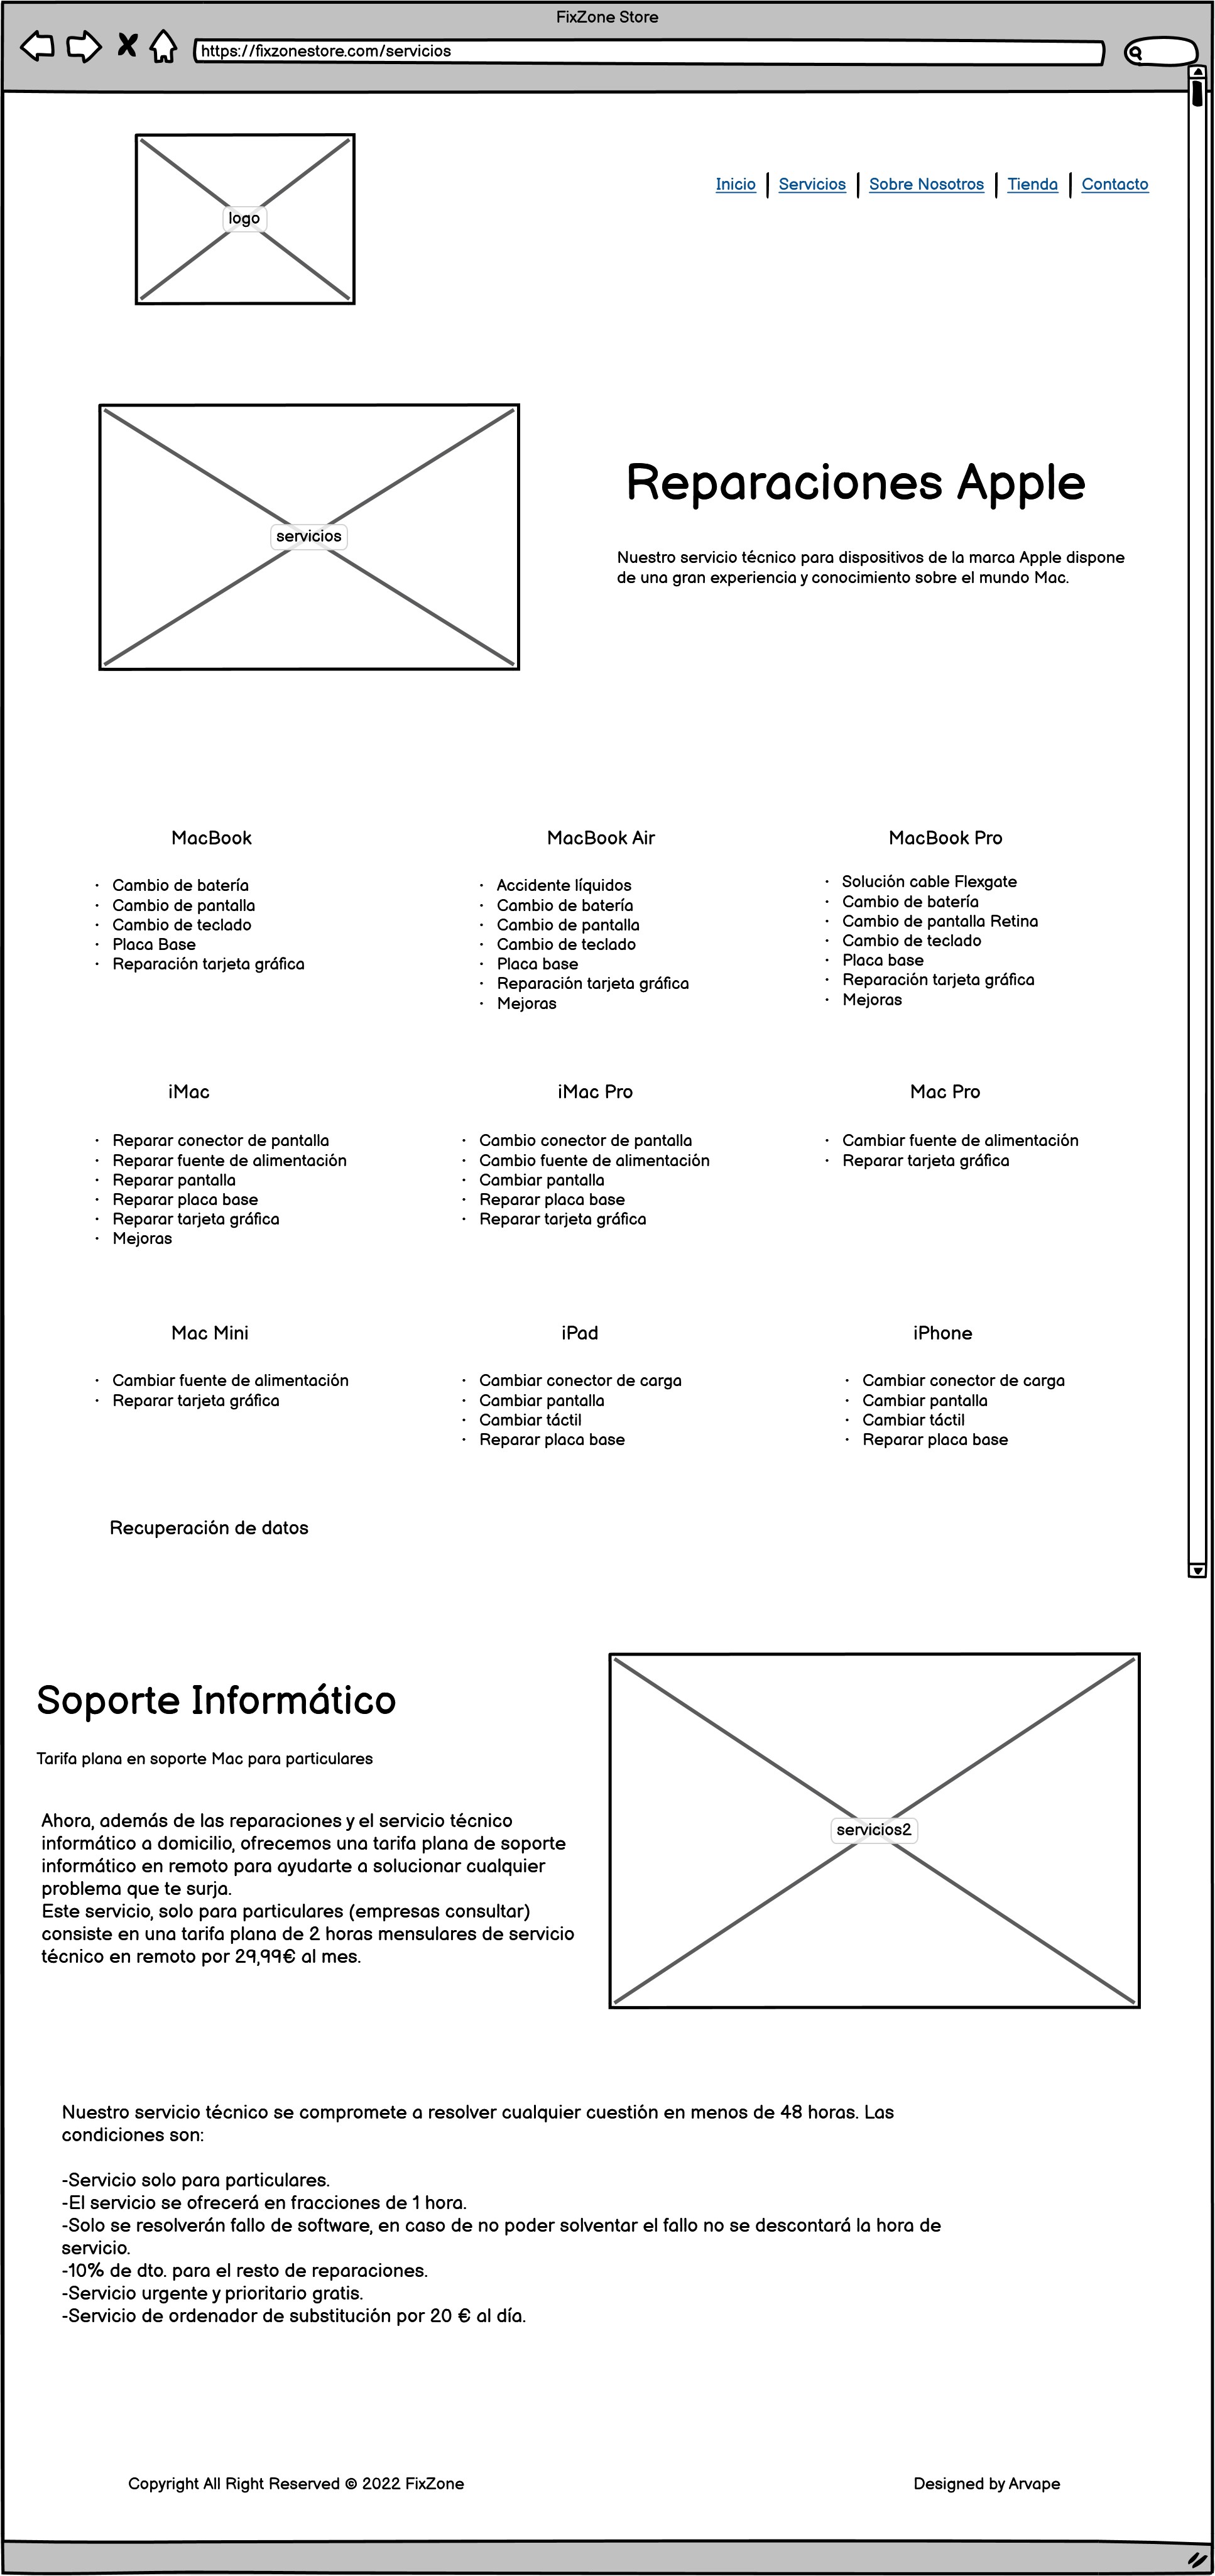 FixZone Store
https://fixzonestore.com/servicios
logo
Inicio | Servicios | Sobre Nosotros | Tienda | Contacto
servicios
Reparaciones Apple
Nuestro servicio técnico para dispositivos de la marca Apple dispone
de una gran experiencia y conocimiento sobre el mundo Mac.
MacBook
· Cambio de batería
· Cambio de pantalla
· Cambio de teclado
· Placa Base
· Reparación tarjeta gráfica
MacBook Air
· Accidente líquidos
· Cambio de batería
· Cambio de pantalla
· Cambio de teclado
· Placa base
· Reparación tarjeta gráfica
· Mejoras
MacBook Pro
· Solución cable Flexgate
· Cambio de batería
· Cambio de pantalla Retina
· Cambio de teclado
· Placa base
· Reparación tarjeta gráfica
· Mejoras
iMac
· Reparar conector de pantalla
· Reparar fuente de alimentación
· Reparar pantalla
· Reparar placa base
· Reparar tarjeta gráfica
· Mejoras
iMac Pro
· Cambio conector de pantalla
· Cambio fuente de alimentación
· Cambiar pantalla
· Reparar placa base
· Reparar tarjeta gráfica
Mac Pro
· Cambiar fuente de alimentación
· Reparar tarjeta gráfica
Mac Mini
· Cambiar fuente de alimentación
· Reparar tarjeta gráfica
iPad
· Cambiar conector de carga
· Cambiar pantalla
· Cambiar táctil
· Reparar placa base
iPhone
· Cambiar conector de carga
· Cambiar pantalla
· Cambiar táctil
· Reparar placa base
Recuperación de datos
Soporte Informático
Tarifa plana en soporte Mac para particulares
Ahora, además de las reparaciones y el servicio técnico
informático a domicilio, ofrecemos una tarifa plana de soporte
informático en remoto para ayudarte a solucionar cualquier
problema que te surja.
Este servicio, solo para particulares (empresas consultar)
consiste en una tarifa plana de 2 horas mensulares de servicio
técnico en remoto por 29,99€ al mes.
servicios2
Nuestro servicio técnico se compromete a resolver cualquier cuestión en menos de 48 horas. Las
condiciones son:
-Servicio solo para particulares.
-El servicio se ofrecerá en fracciones de 1 hora.
-Solo se resolverán fallo de software, en caso de no poder solventar el fallo no se descontará la hora de
servicio.
-10% de dto. para el resto de reparaciones.
-Servicio urgente y prioritario gratis.
-Servicio de ordenador de substitución por 20 € al día.
Copyright All Right Reserved © 2022 FixZone
Designed by Arvape